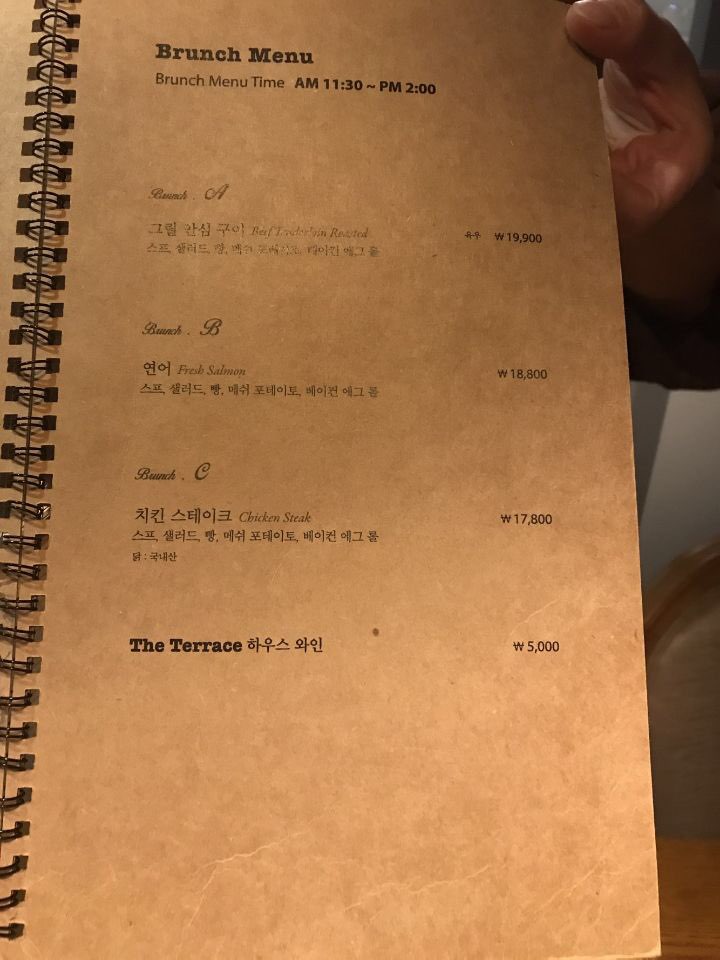 Brunch Menu
Brunch Menu Time AM 11:30 ~ PM 2:00
Brunch . A
그릴 안심 구이 Beef Tenderloin Roasted ₩19,900
스프, 샐러드, 빵, 메쉬 포테이토, 베이컨 에그 롤
Brunch . B
연어 Fresh Salmon ₩18,800
스프, 샐러드, 빵, 메쉬 포테이토, 베이컨 에그 롤
Brunch . C
치킨 스테이크 Chicken Steak ₩17,800
스프, 샐러드, 빵, 메쉬 포테이토, 베이컨 에그 롤
닭 : 국내산
The Terrace 하우스 와인 ₩5,000